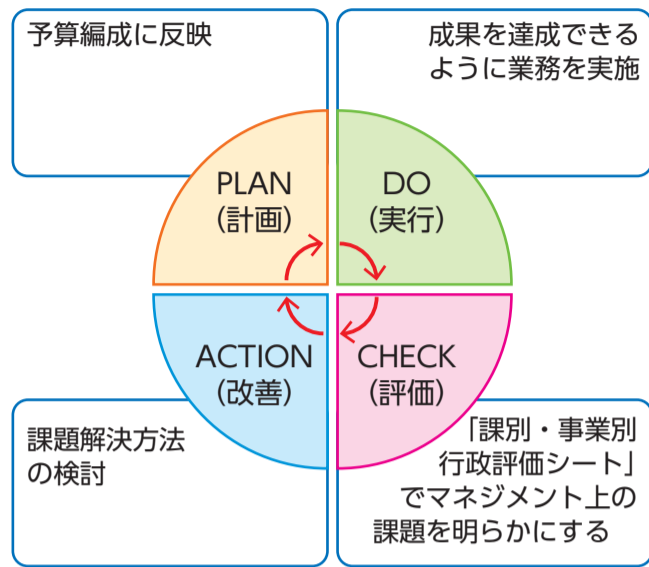 予算編成に反映
成果を達成できる
ように業務を実施
PLAN
(計画)
DO
(実行)
ACTION
(改善)
CHECK
(評価)
課題解決方法
の検討
「課別・事業別
行政評価シート」
でマネジメント上の
課題を明らかにする